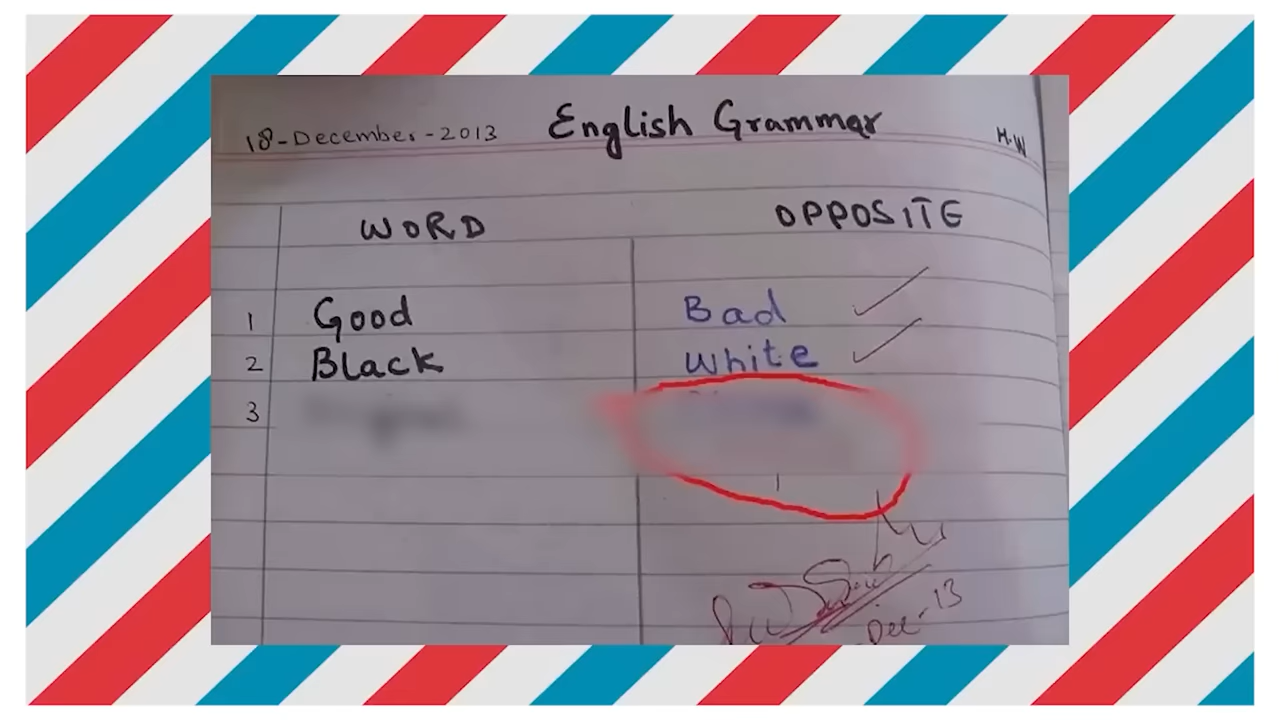 18-December-2013 English Grammar H.W
WORD OPPOSITE
1 Good Bad
2 Black White
3
Dec-13